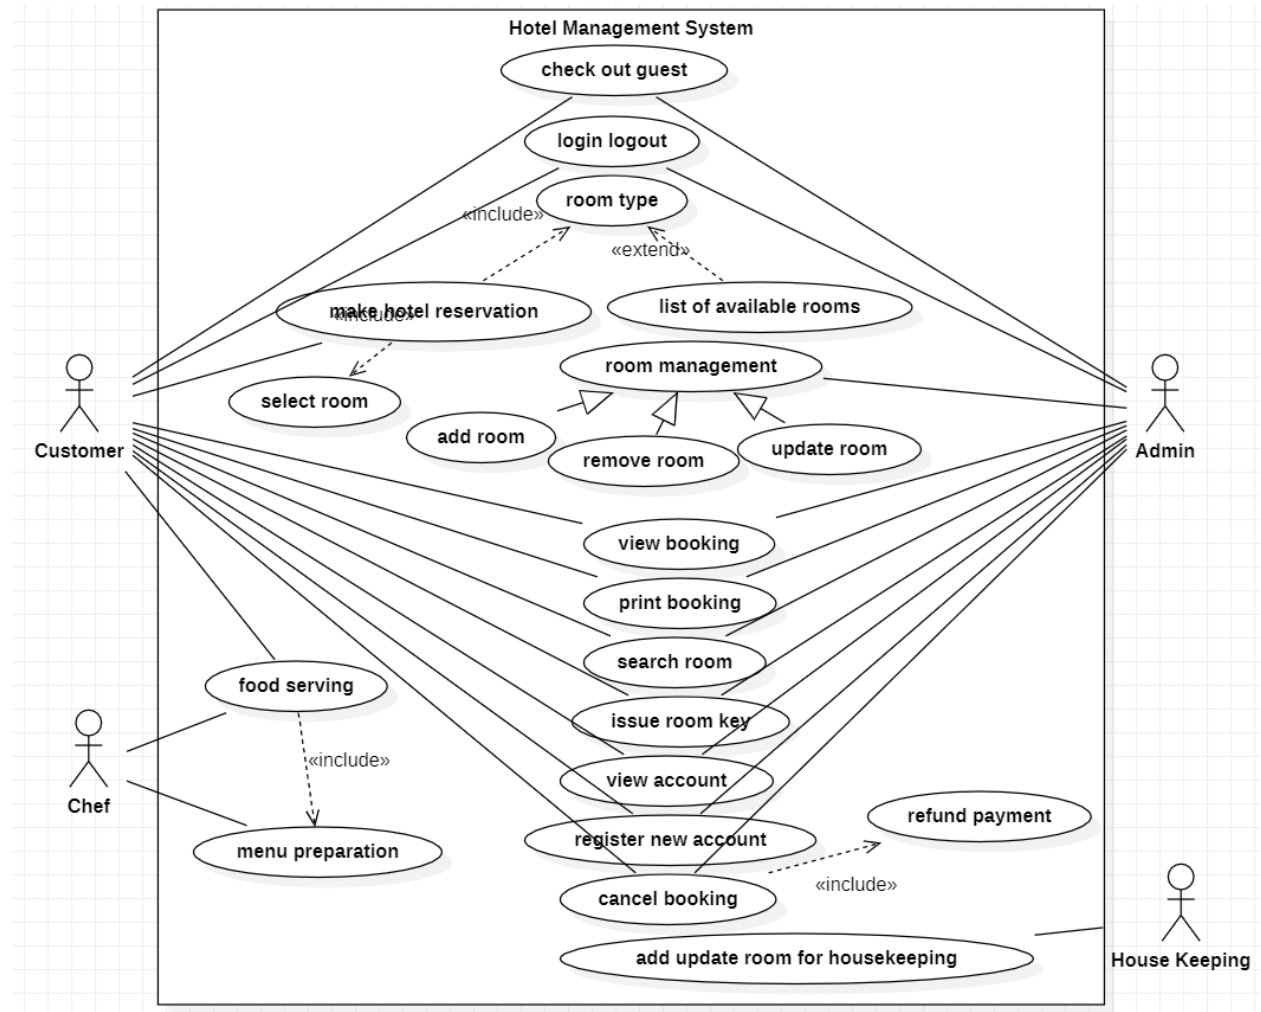 Hotel Management System
check out guest
login logout
room type
«include»
«extend»
make hotel reservation
«include»
list of available rooms
room management
select room
add room
remove room
update room
Customer
Admin
view booking
print booking
search room
food serving
issue room key
«include»
view account
Chef
refund payment
register new account
menu preparation
«include»
cancel booking
add update room for housekeeping
House Keeping